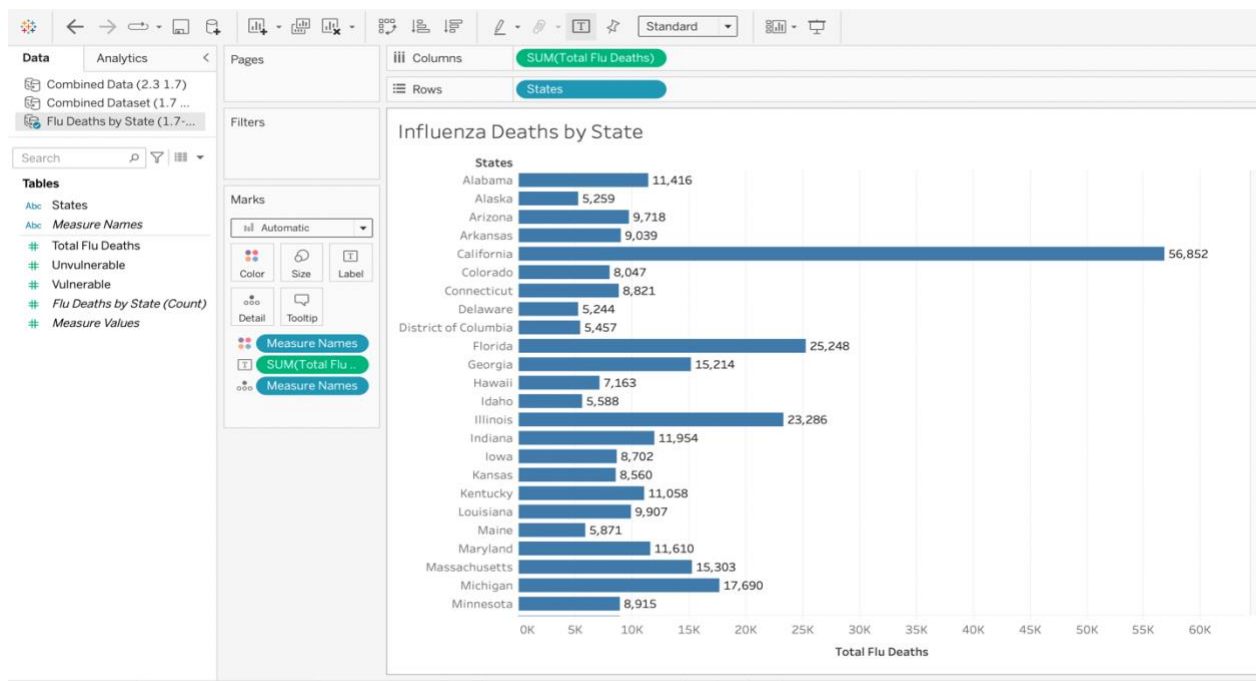 Standard
Data
Analytics
Combined Data (2.3 1.7)
Combined Dataset (1.7 ...
Flu Deaths by State (1.7-...
Search
Tables
Abc States
Abc Measure Names
# Total Flu Deaths
# Unvulnerable
# Vulnerable
# Flu Deaths by State (Count)
# Measure Values
Pages
Filters
Marks
Automatic
Color Size Label
Detail Tooltip
Measure Names
SUM(Total Flu ..
Measure Names
Columns SUM(Total Flu Deaths)
Rows States
Influenza Deaths by State
States
Alabama 11,416
Alaska 5,259
Arizona 9,718
Arkansas 9,039
California 56,852
Colorado 8,047
Connecticut 8,821
Delaware 5,244
District of Columbia 5,457
Florida 25,248
Georgia 15,214
Hawaii 7,163
Idaho 5,588
Illinois 23,286
Indiana 11,954
Iowa 8,702
Kansas 8,560
Kentucky 11,058
Louisiana 9,907
Maine 5,871
Maryland 11,610
Massachusetts 15,303
Michigan 17,690
Minnesota 8,915
0K 5K 10K 15K 20K 25K 30K 35K 40K 45K 50K 55K 60K
Total Flu Deaths